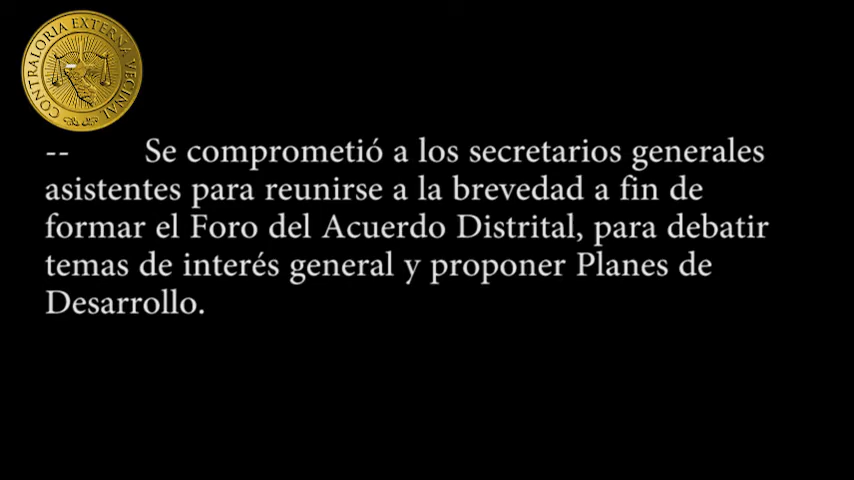 CONTRALORIA EXTERNA VECINAL
-- Se comprometió a los secretarios generales
asistentes para reunirse a la brevedad a fin de
formar el Foro del Acuerdo Distrital, para debatir
temas de interés general y proponer Planes de
Desarrollo.